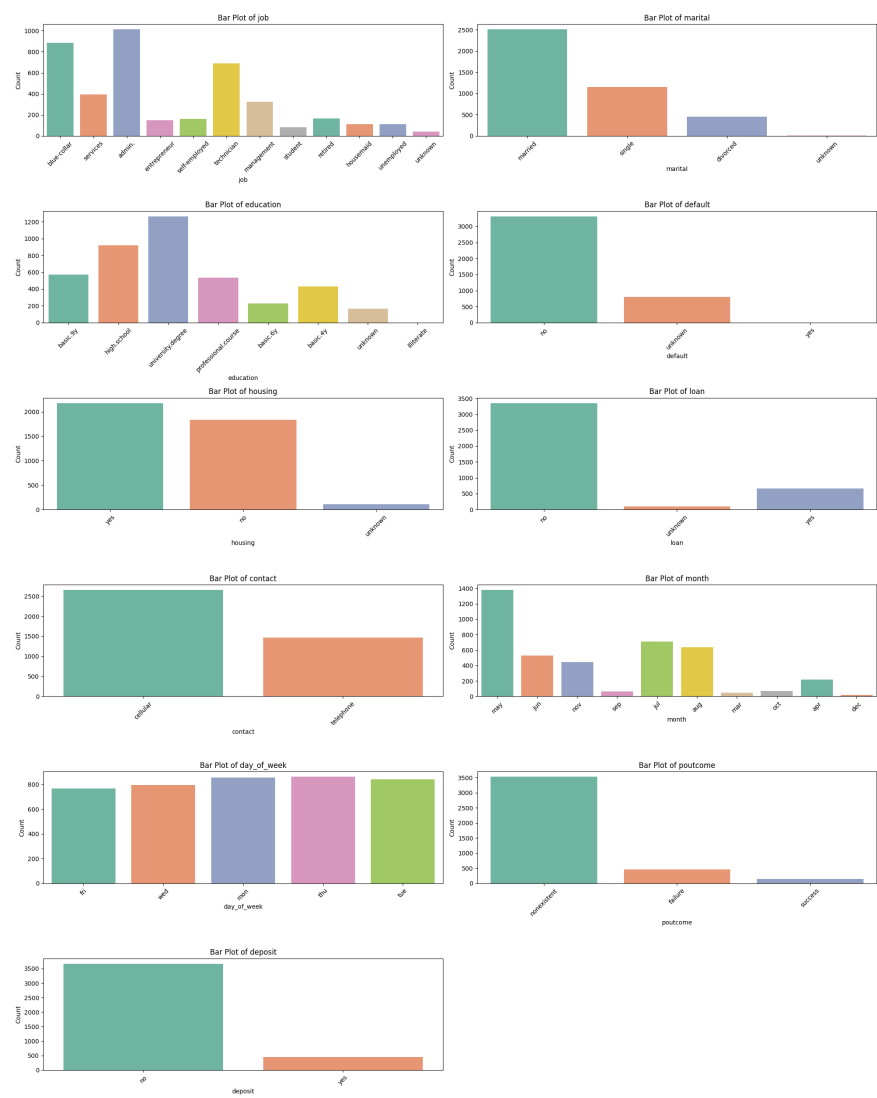 Bar Plot of job
Count
1000
800
600
400
200
0
blue-collar
services
admin.
entrepreneur
self-employed
technician
management
student
retired
housemaid
unemployed
unknown
job
Bar Plot of marital
Count
2500
2000
1500
1000
500
0
married
single
divorced
unknown
marital
Bar Plot of education
Count
1200
1000
800
600
400
200
0
basic.9y
high.school
university.degree
professional.course
basic.6y
basic.4y
unknown
illiterate
education
Bar Plot of default
Count
3000
2500
2000
1500
1000
500
0
no
unknown
yes
default
Bar Plot of housing
Count
2000
1500
1000
500
0
yes
no
unknown
housing
Bar Plot of loan
Count
3500
3000
2500
2000
1500
1000
500
0
no
unknown
yes
loan
Bar Plot of contact
Count
2500
2000
1500
1000
500
0
cellular
telephone
contact
Bar Plot of month
Count
1400
1200
1000
800
600
400
200
0
may
jun
nov
sep
jul
aug
mar
oct
apr
dec
month
Bar Plot of day_of_week
Count
800
600
400
200
0
fri
wed
mon
thu
tue
day_of_week
Bar Plot of poutcome
Count
3500
3000
2500
2000
1500
1000
500
0
nonexistent
failure
success
poutcome
Bar Plot of deposit
Count
3500
3000
2500
2000
1500
1000
500
0
no
yes
deposit